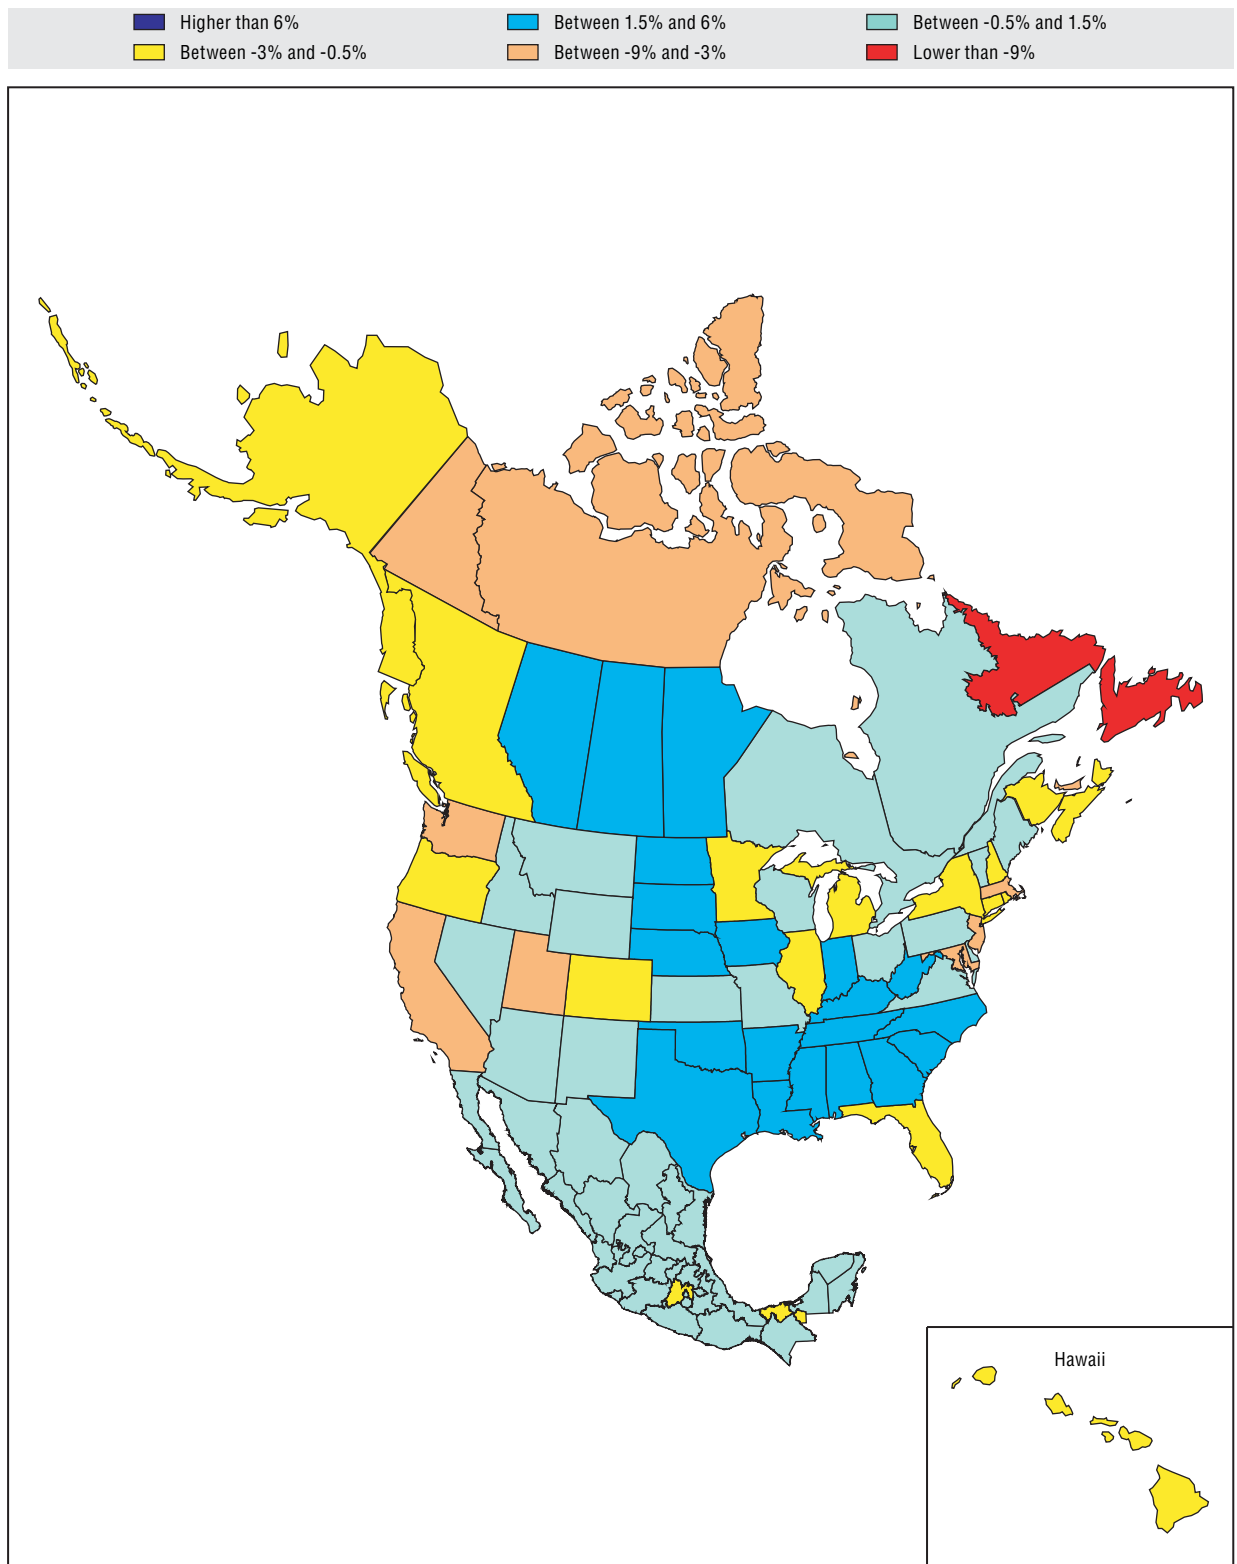 Higher than 6%
Between 1.5% and 6%
Between -0.5% and 1.5%
Between -3% and -0.5%
Between -9% and -3%
Lower than -9%
Hawaii